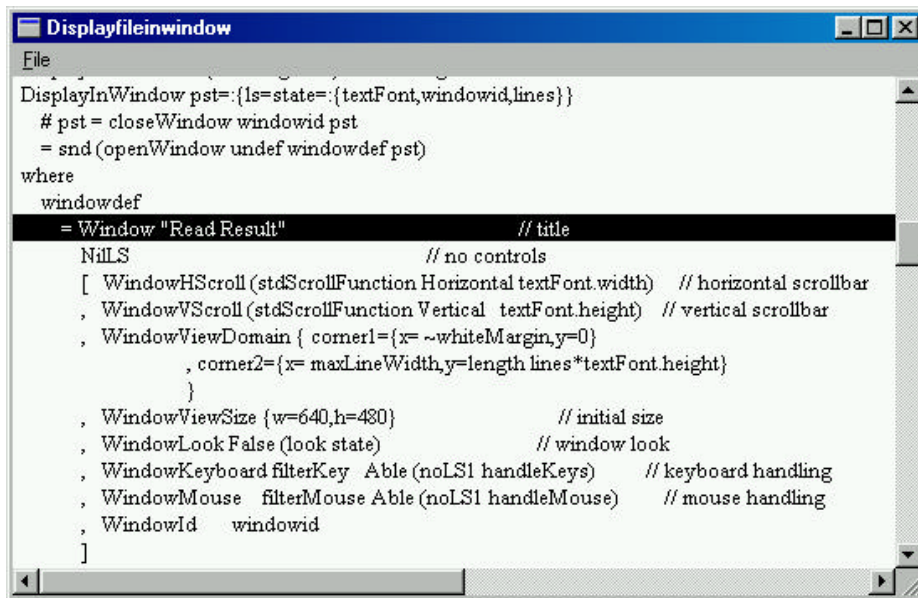 Displayfileinwindow
File
DisplayInWindow pst=:{ls=state=:{textFont,windowid,lines}}
# pst = closeWindow windowid pst
= snd (openWindow undef windowdef pst)
where
windowdef
= Window "Read Result" // title
NilLS // no controls
[ WindowHScroll (stdScrollFunction Horizontal textFont.width) // horizontal scrollbar
, WindowVScroll (stdScrollFunction Vertical textFont.height) // vertical scrollbar
, WindowViewDomain { corner1={x= ~whiteMargin,y=0}
, corner2={x= maxLineWidth,y=length lines*textFont.height}
}
, WindowViewSize {w=640,h=480} // initial size
, WindowLook False (look state) // window look
, WindowKeyboard filterKey Able (noLS1 handleKeys) // keyboard handling
, WindowMouse filterMouse Able (noLS1 handleMouse) // mouse handling
, WindowId windowid
]